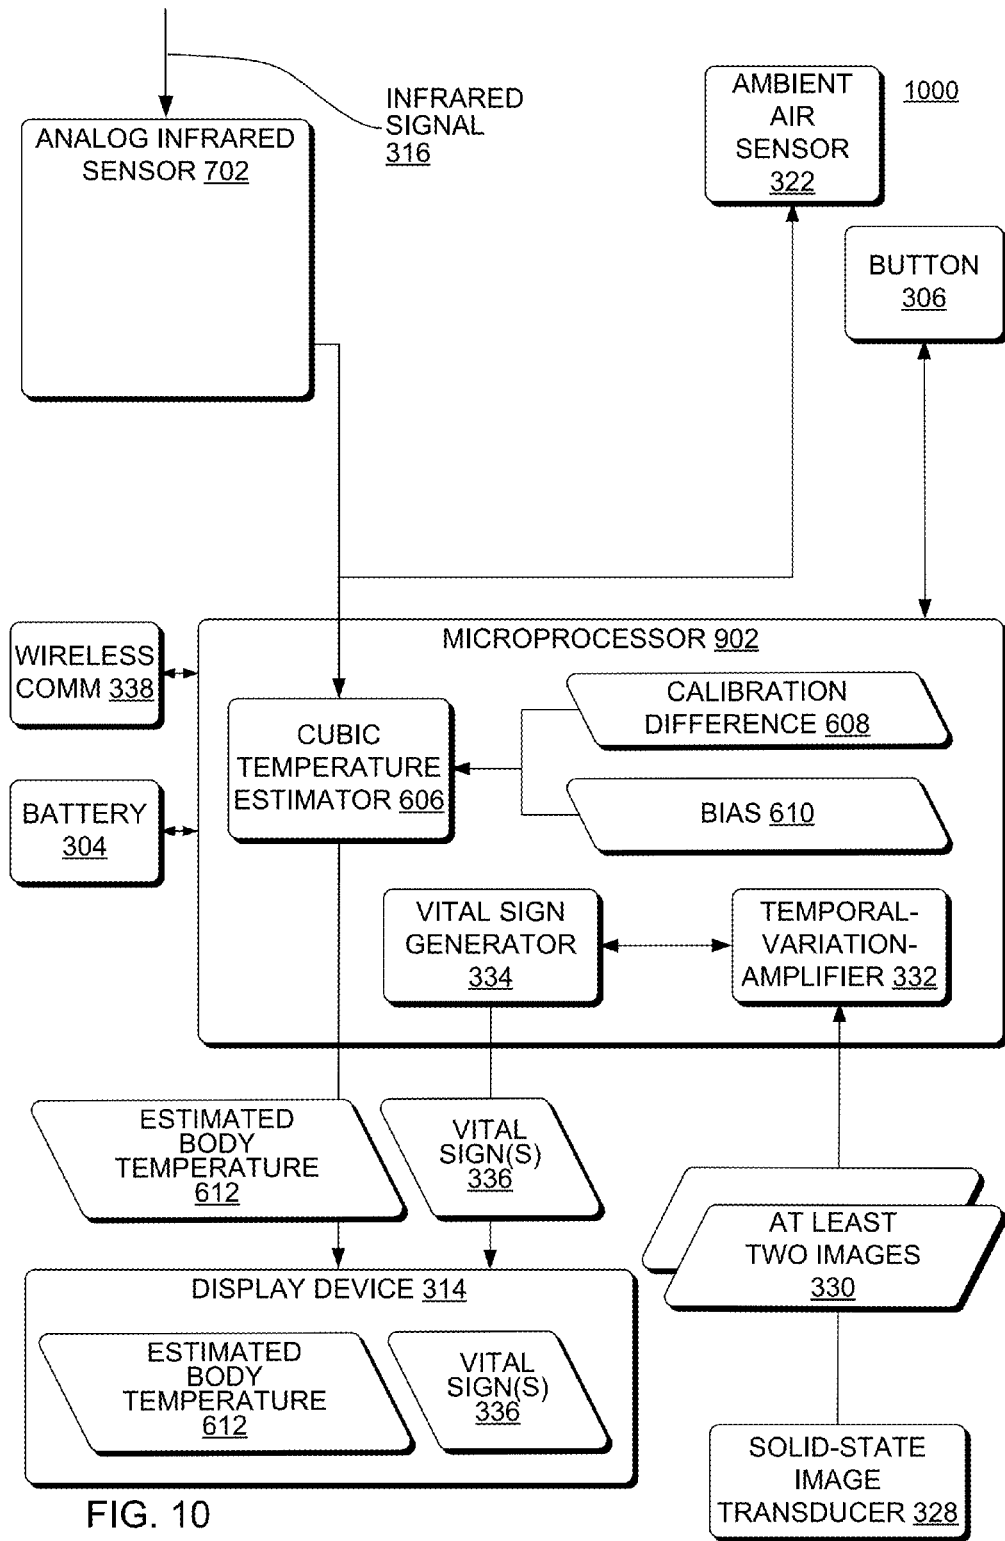 INFRARED
SIGNAL
316
ANALOG INFRARED
SENSOR 702
AMBIENT
AIR
SENSOR
322
1000
BUTTON
306
MICROPROCESSOR 902
WIRELESS
COMM 338
BATTERY
304
CUBIC
TEMPERATURE
ESTIMATOR 606
CALIBRATION
DIFFERENCE 608
BIAS 610
VITAL SIGN
GENERATOR
334
TEMPORAL-
VARIATION-
AMPLIFIER 332
ESTIMATED
BODY
TEMPERATURE
612
VITAL
SIGN(S)
336
AT LEAST
TWO IMAGES
330
DISPLAY DEVICE 314
ESTIMATED
BODY
TEMPERATURE
612
VITAL
SIGN(S)
336
SOLID-STATE
IMAGE
TRANSDUCER 328
FIG. 10